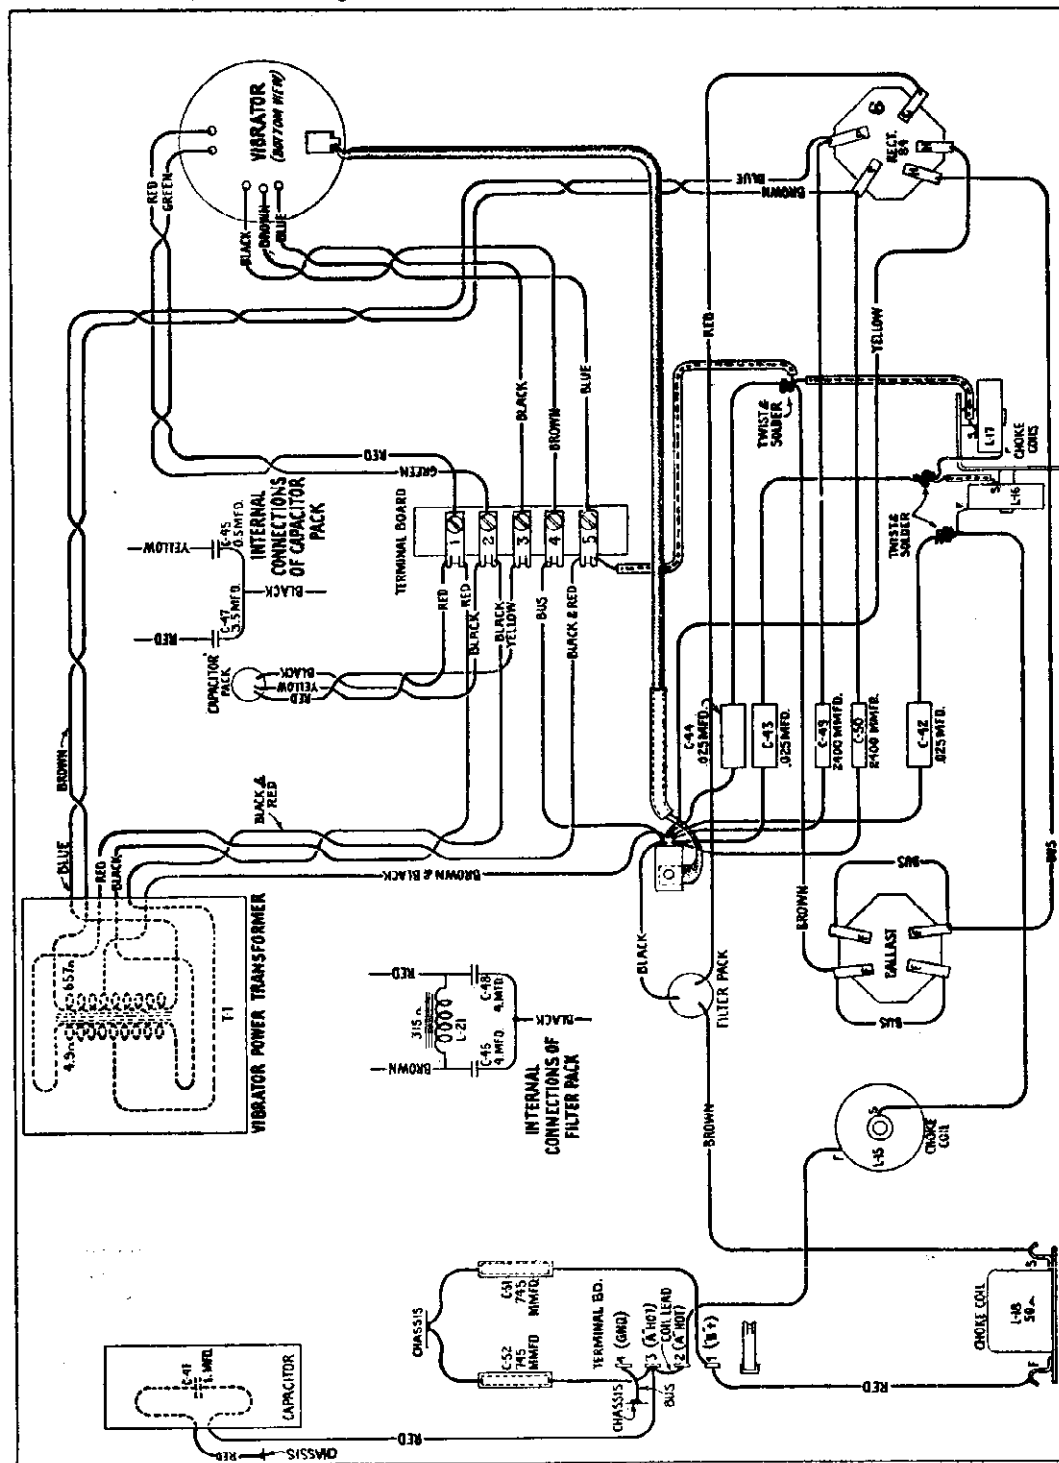 VIBRATOR
(BOTTOM VIEW)
RED
GREEN
BLACK
BROWN
BLUE
BLUE
BROWN
6
RECT.
84
H
H
RED
YELLOW
BLACK
BROWN
BLUE
TWIST &
SOLDER
S
L-17
F
CHOKE
COILS
S
L-16
F
TWIST &
SOLDER
RED
GREEN
INTERNAL
CONNECTIONS
OF CAPACITOR
PACK
YELLOW
C-45
0.5 MFD.
BLACK
RED
C-47
CAPACITOR
PACK
BLACK
YELLOW
RED
TERMINAL BOARD
1
2
3
4
5
RED
RED
BLACK
BLACK
YELLOW
BUS
BLACK & RED
BROWN
BLUE
BLACK &
RED
RED
BLACK
BROWN & BLACK
C-44
.025 MFD.
C-43
.025 MFD.
C-49
2400 MMFD.
C-50
2400 MMFD.
C-42
.025 MFD.
657Ω
4.9Ω
T-1
VIBRATOR POWER TRANSFORMER
RED
315Ω
L-21
C-48
4. MFD.
C-46
4. MFD.
BROWN
BLACK
INTERNAL
CONNECTIONS OF
FILTER PACK
BLACK
FILTER PACK
BROWN
BROWN
BUS
BALLAST
BUS
BUS
F
S
L-15
CHOKE
COIL
CHASSIS
C-51
745
MMFD.
C-52
745
MMFD
TERMINAL BD.
4 (GND)
3 (A HOT)
COIL LEAD
2 (A HOT)
1 (B+)
CHASSIS
BUS
RED
S
CHOKE COIL
L-18
50Ω
F
C-41
CAPACITOR
RED
RED
CHASSIS